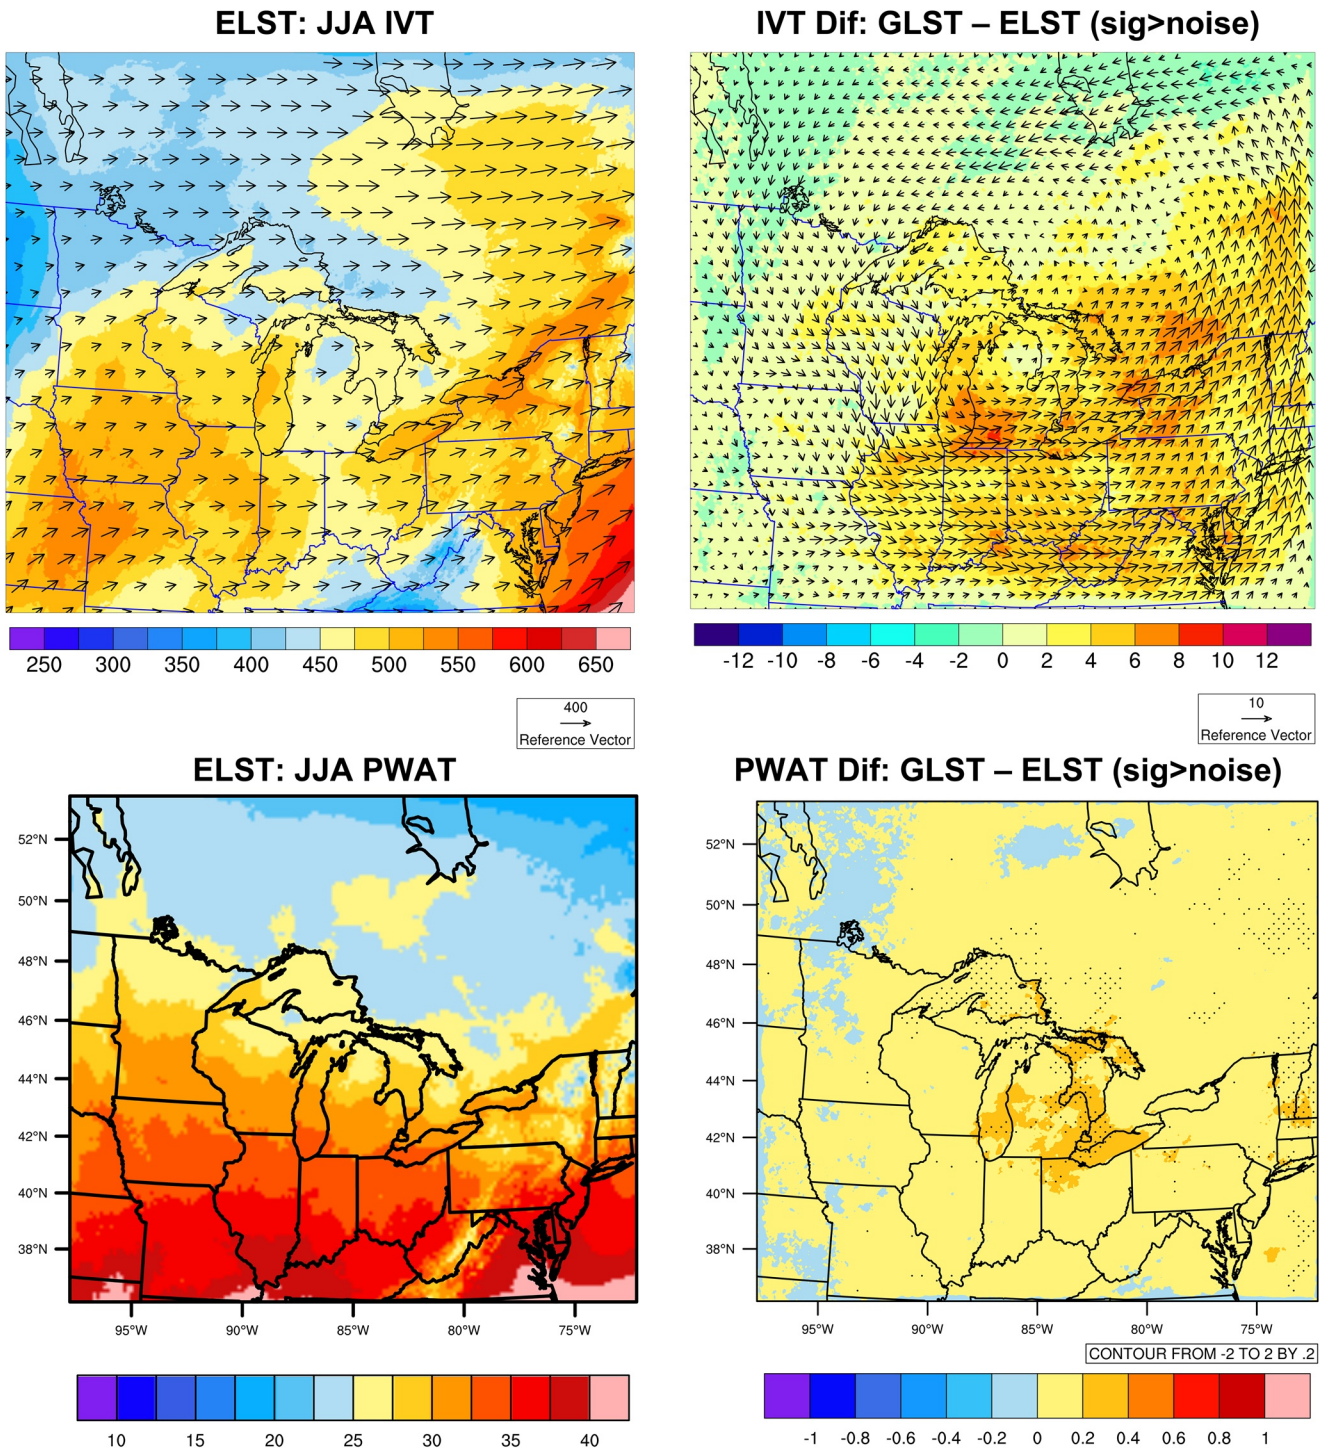 ELST: JJA IVT
IVT Dif: GLST – ELST (sig>noise)
250 300 350 400 450 500 550 600 650
-12 -10 -8 -6 -4 -2 0 2 4 6 8 10 12
400
Reference Vector
10
Reference Vector
ELST: JJA PWAT
PWAT Dif: GLST – ELST (sig>noise)
52°N
50°N
48°N
46°N
44°N
42°N
40°N
38°N
95°W 90°W 85°W 80°W 75°W
52°N
50°N
48°N
46°N
44°N
42°N
40°N
38°N
95°W 90°W 85°W 80°W 75°W
CONTOUR FROM -2 TO 2 BY .2
10 15 20 25 30 35 40
-1 -0.8 -0.6 -0.4 -0.2 0 0.2 0.4 0.6 0.8 1